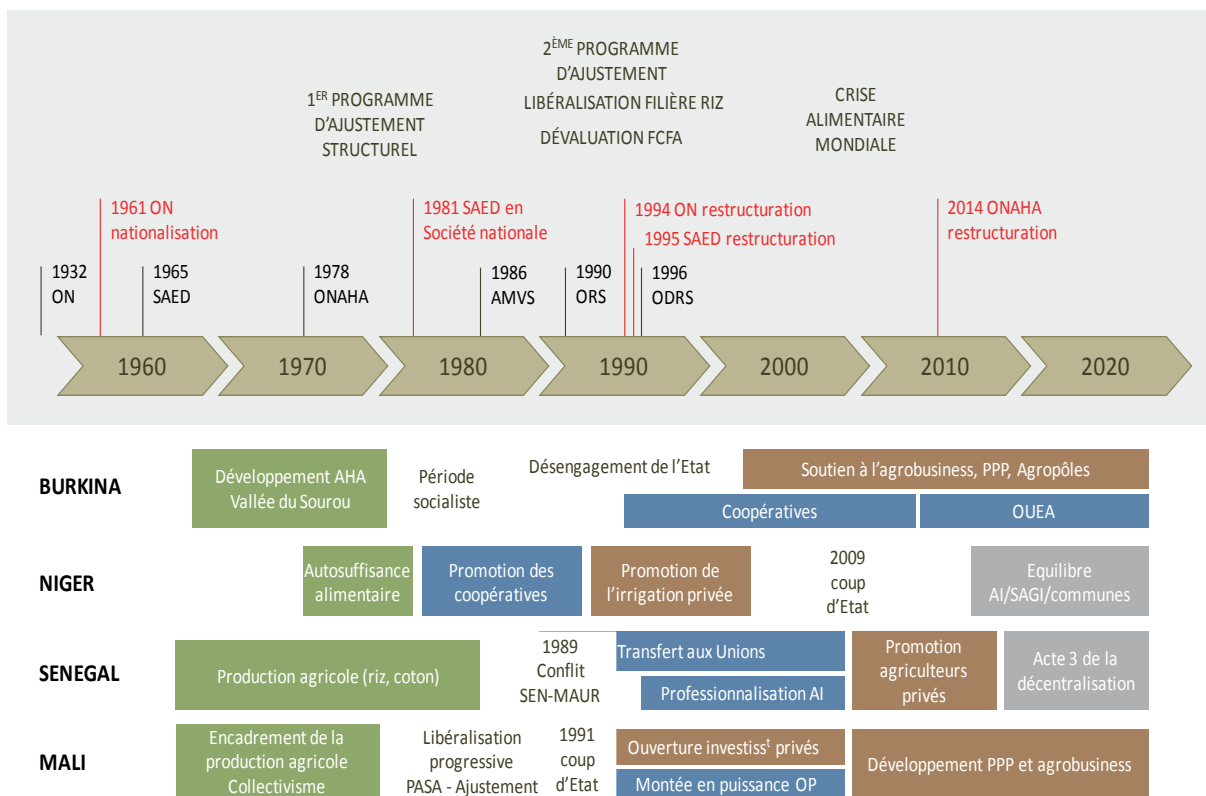 1ER PROGRAMME
D'AJUSTEMENT
STRUCTUREL
2ÈME PROGRAMME
D'AJUSTEMENT
LIBÉRALISATION FILIÈRE RIZ
DÉVALUATION FCFA
CRISE
ALIMENTAIRE
MONDIALE
1961 ON
nationalisation
1981 SAED en
Société nationale
1994 ON restructuration
1995 SAED restructuration
2014 ONAHA
restructuration
1932
ON
1965
SAED
1978
ONAHA
1986
AMVS
1990
ORS
1996
ODRS
1960
1970
1980
1990
2000
2010
2020
BURKINA
Développement AHA
Vallée du Sourou
Période
socialiste
Désengagement de l'Etat
Soutien à l'agrobusiness, PPP, Agropôles
Coopératives
OUEA
NIGER
Autosuffisance
alimentaire
Promotion des
coopératives
Promotion de
l'irrigation privée
2009
coup
d'Etat
Equilibre
AI/SAGI/communes
SENEGAL
Production agricole (riz, coton)
1989
Conflit
SEN-MAUR
Transfert aux Unions
Professionnalisation AI
Promotion
agriculteurs
privés
Acte 3 de la
décentralisation
MALI
Encadrement de la
production agricole
Collectivisme
Libéralisation
progressive
PASA - Ajustement
1991
coup
d'Etat
Ouverture investisst privés
Montée en puissance OP
Développement PPP et agrobusiness